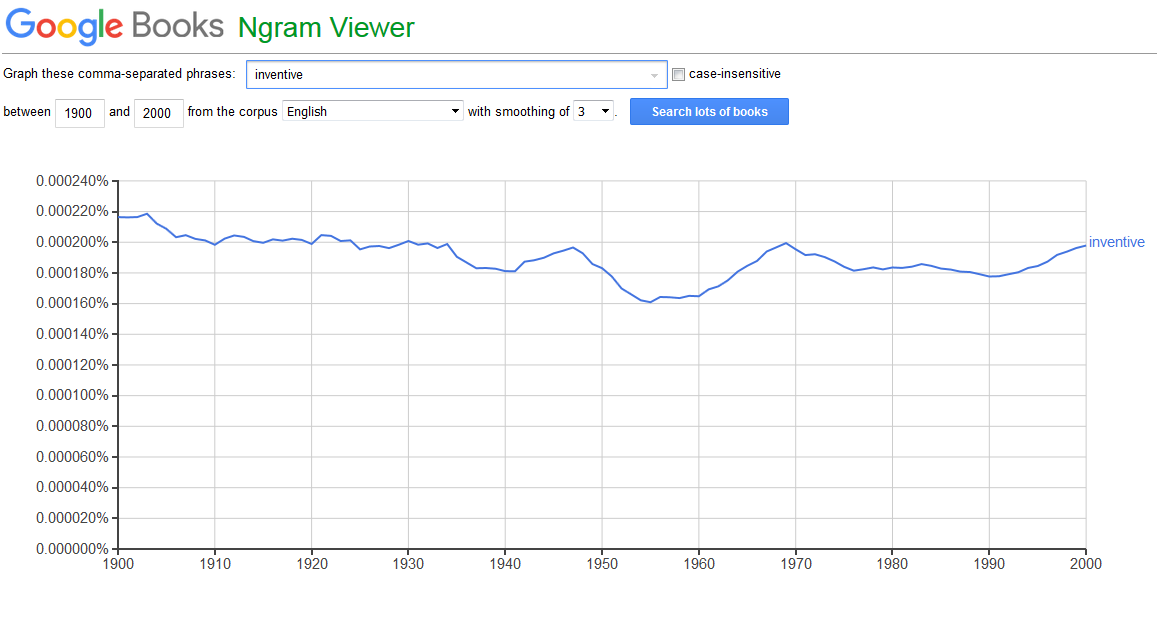 Google Books Ngram Viewer
Graph these comma-separated phrases: inventive case-insensitive
between 1900 and 2000 from the corpus English with smoothing of 3 . Search lots of books
0.000240%
0.000220%
0.000200%
inventive
0.000180%
0.000160%
0.000140%
0.000120%
0.000100%
0.000080%
0.000060%
0.000040%
0.000020%
0.000000%
1900 1910 1920 1930 1940 1950 1960 1970 1980 1990 2000